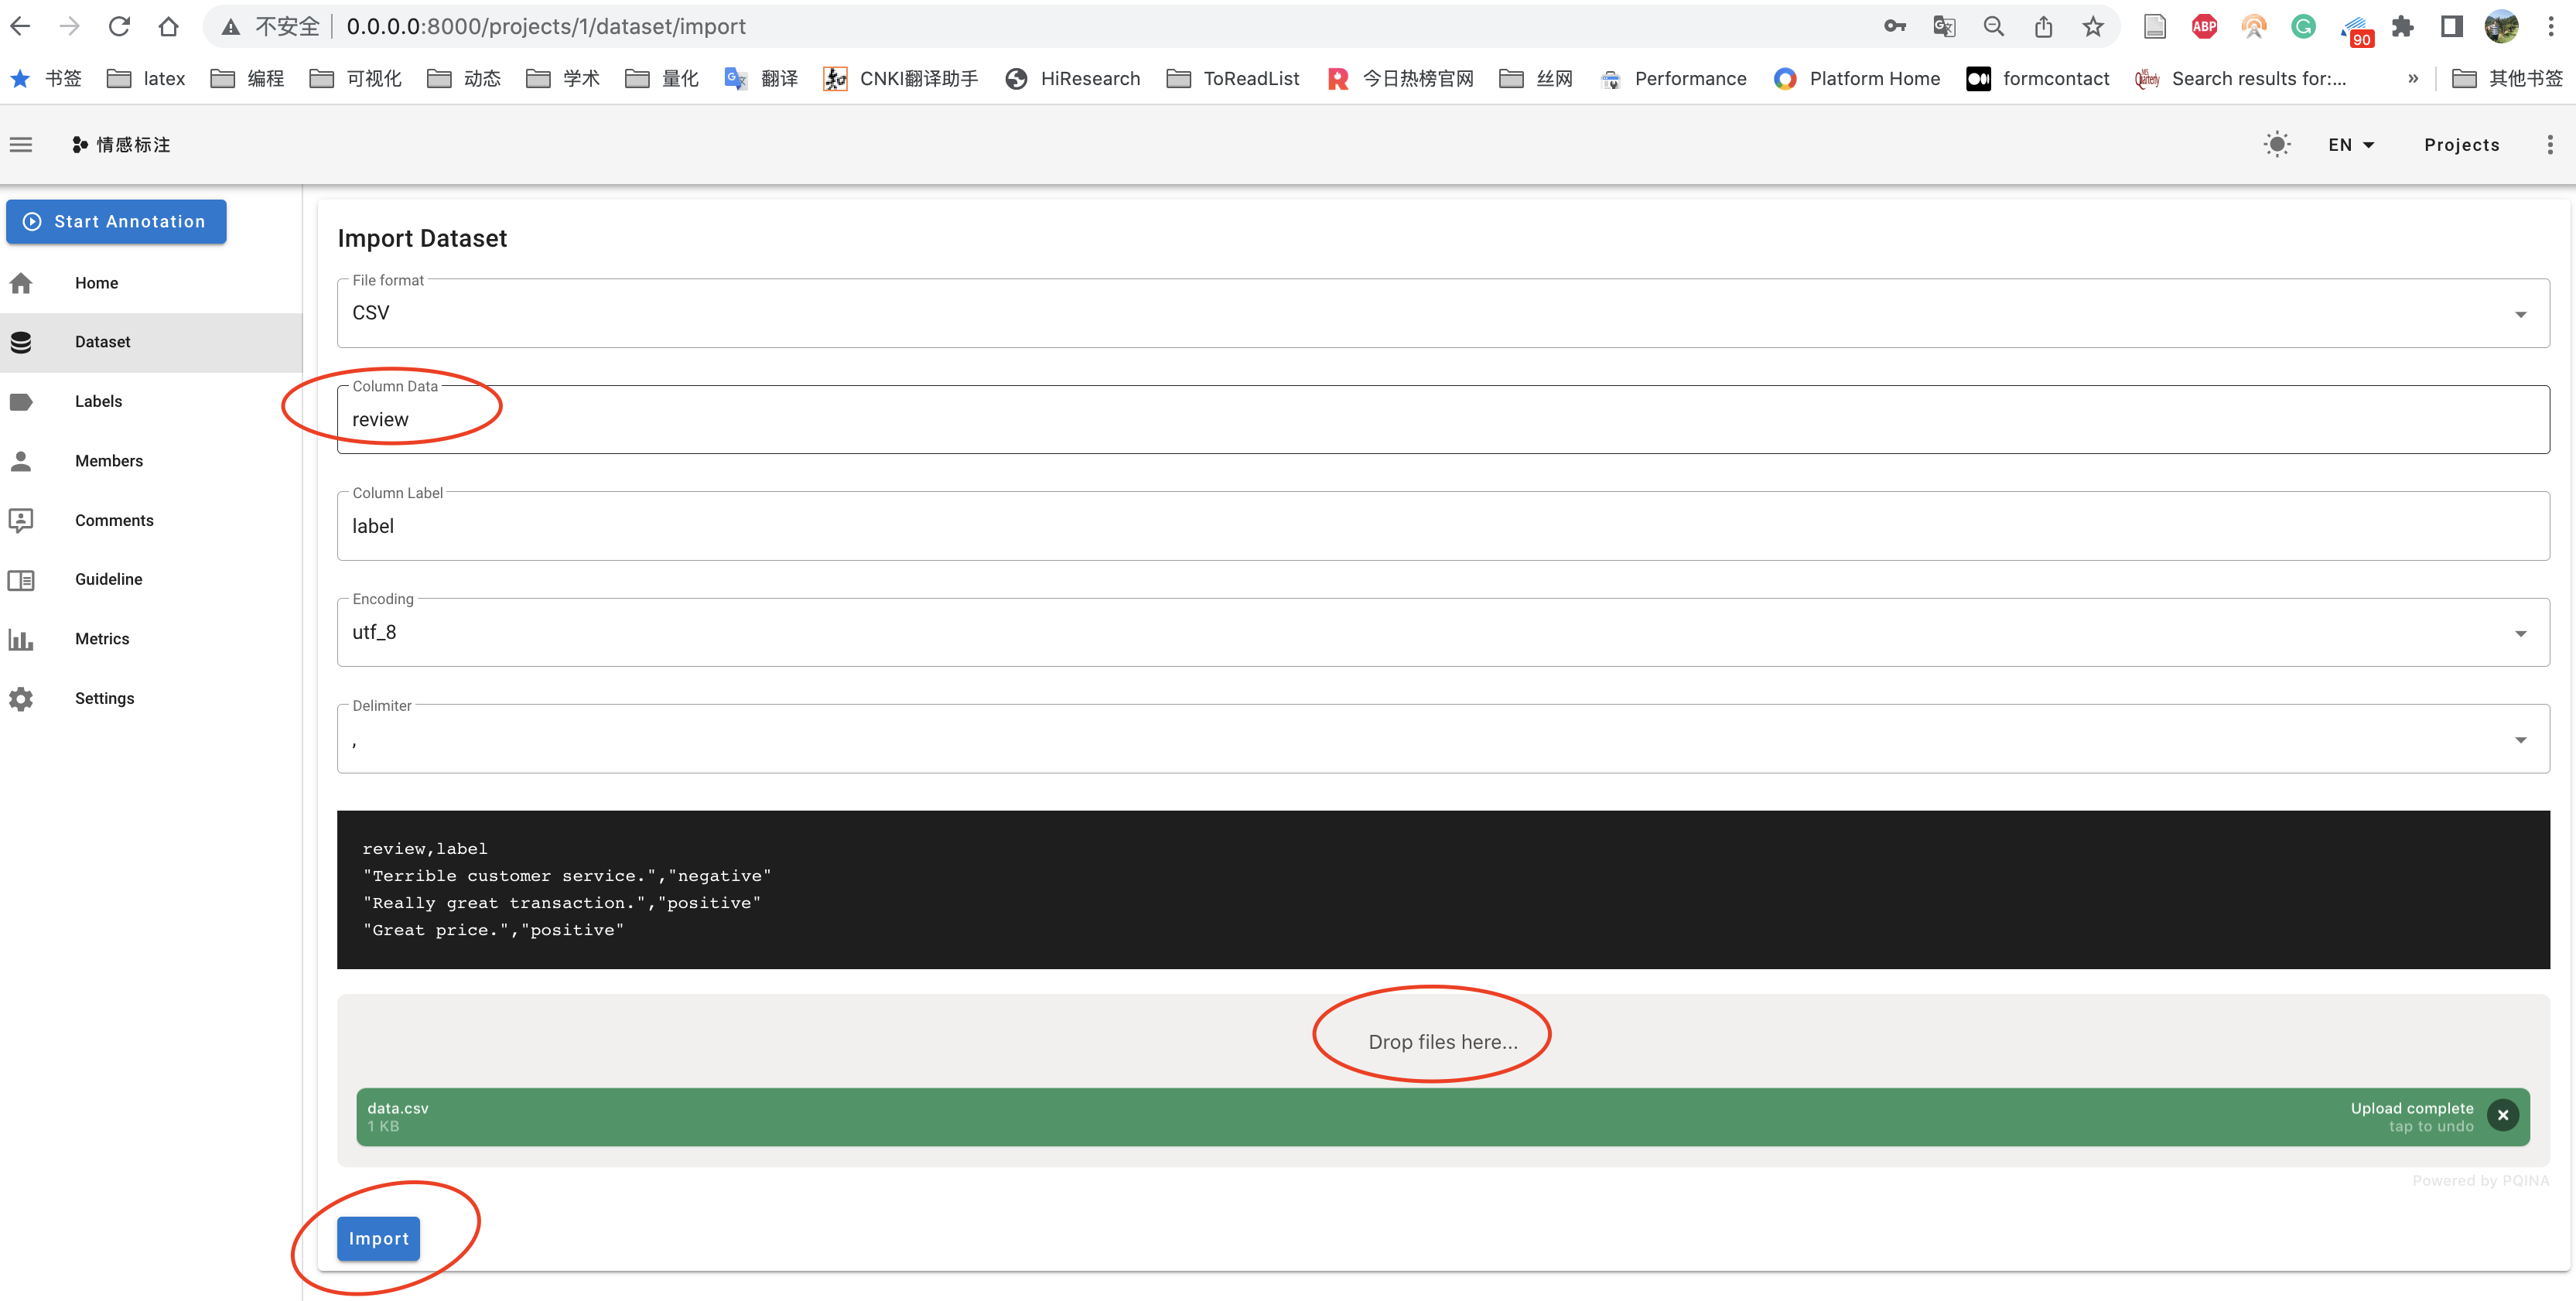 不安全 0.0.0.0:8000/projects/1/dataset/import
90
书签 latex 编程 可视化 动态 学术 量化 翻译 CNKI翻译助手 HiResearch ToReadList 今日热榜官网 丝网 Performance Platform Home formcontact Search results for:... » 其他书签
情感标注 EN Projects
Start Annotation
Home
Dataset
Labels
Members
Comments
Guideline
Metrics
Settings
Import Dataset
File format
CSV
Column Data
review
Column Label
label
Encoding
utf_8
Delimiter
,
review,label
"Terrible customer service.","negative"
"Really great transaction.","positive"
"Great price.","positive"
Drop files here...
data.csv Upload complete
1 KB tap to undo
Powered by PQINA
Import